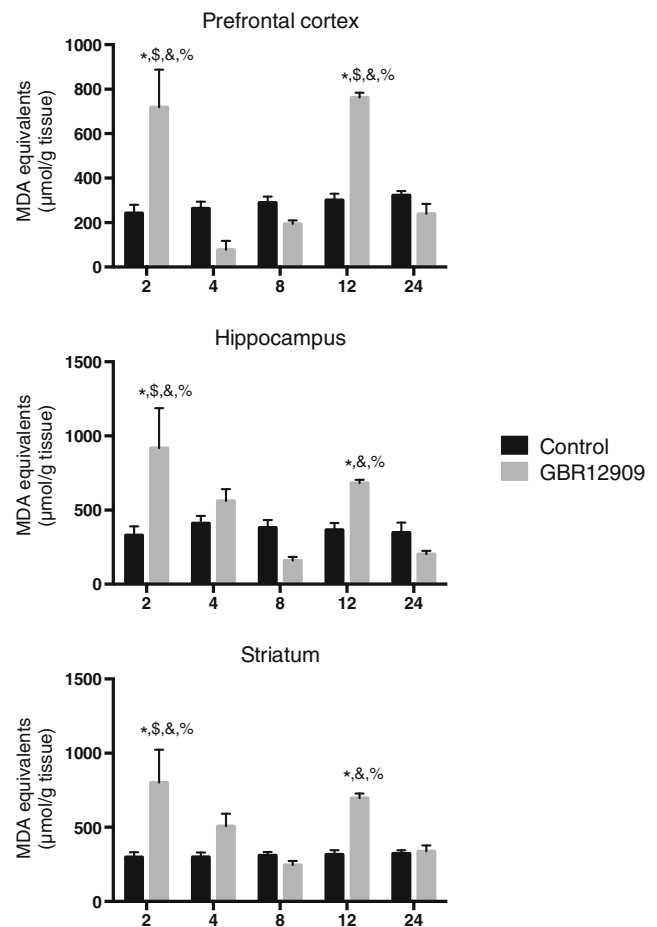 Prefrontal cortex
MDA equivalents
(µmol/g tissue)
1000
800
600
400
200
0
*,$,&,%
*,$,&,%
2 4 8 12 24
Hippocampus
MDA equivalents
(µmol/g tissue)
1500
1000
500
0
*,$,&,%
*,&,%
2 4 8 12 24
Control
GBR12909
Striatum
MDA equivalents
(µmol/g tissue)
1500
1000
500
0
*,$,&,%
*,&,%
2 4 8 12 24